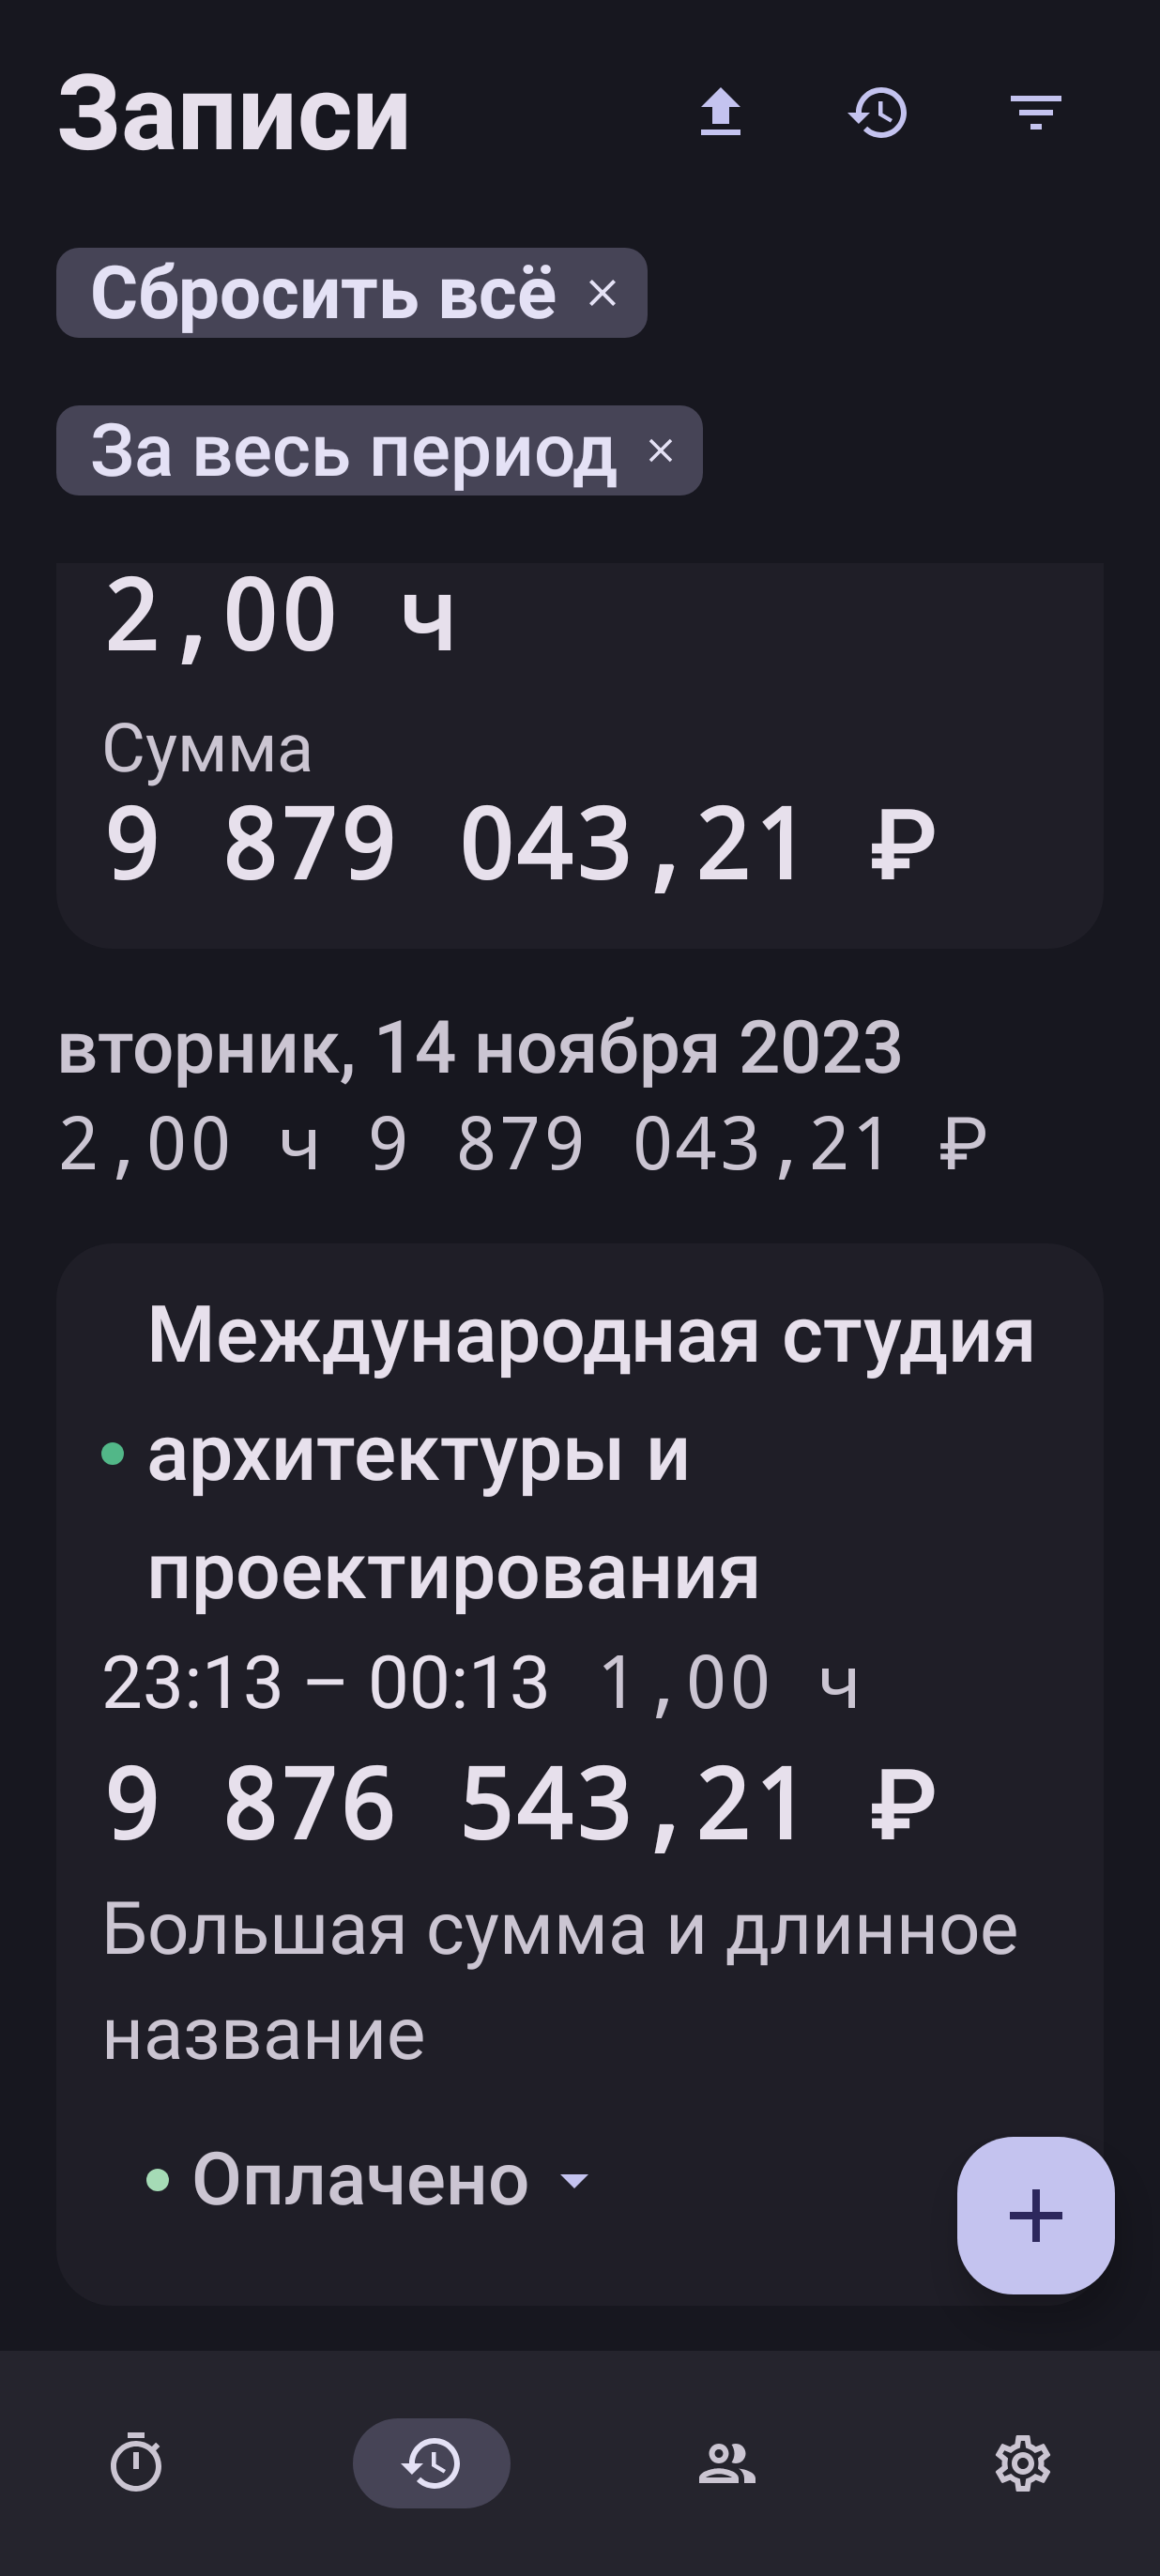 Записи
Сбросить всё ×
За весь период ×
2,00 ч
Сумма
9 879 043,21 ₽
вторник, 14 ноября 2023
2,00 ч 9 879 043,21 ₽
Международная студия
архитектуры и
проектирования
23:13 – 00:13 1,00 ч
9 876 543,21 ₽
Большая сумма и длинное
название
Оплачено